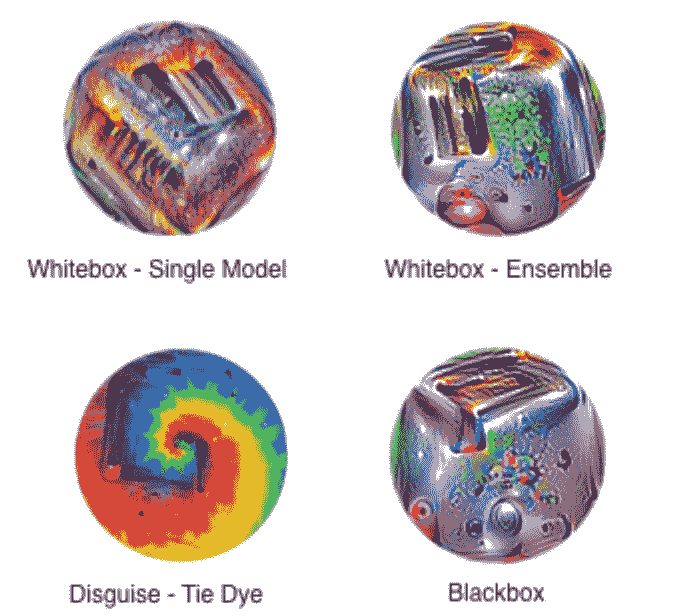 Whitebox - Single Model
Whitebox - Ensemble
Disguise - Tie Dye
Blackbox